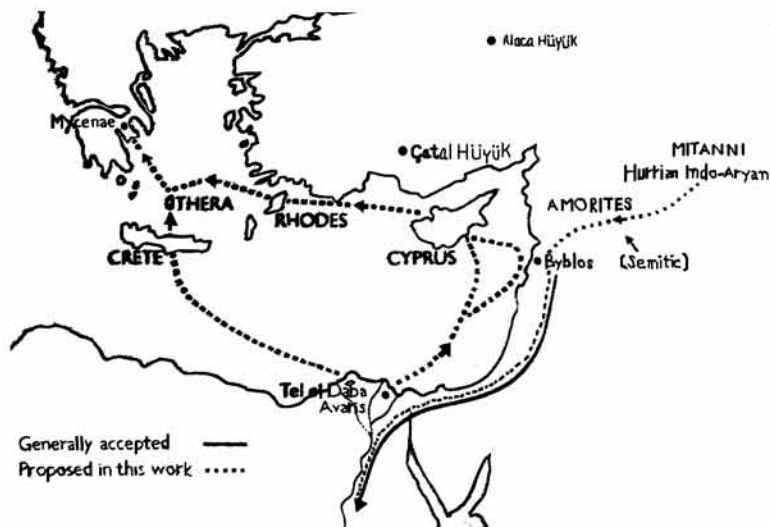 Alaca Hüyük
Mycenae
Çatal HÜYÜK
MITANNI
Hurrian Indo-Aryan
THERA
RHODES
AMORITES
CRETE
CYPRUS
Byblos
(Semitic)
Tel el Daba
Avaris
Generally accepted
Proposed in this work